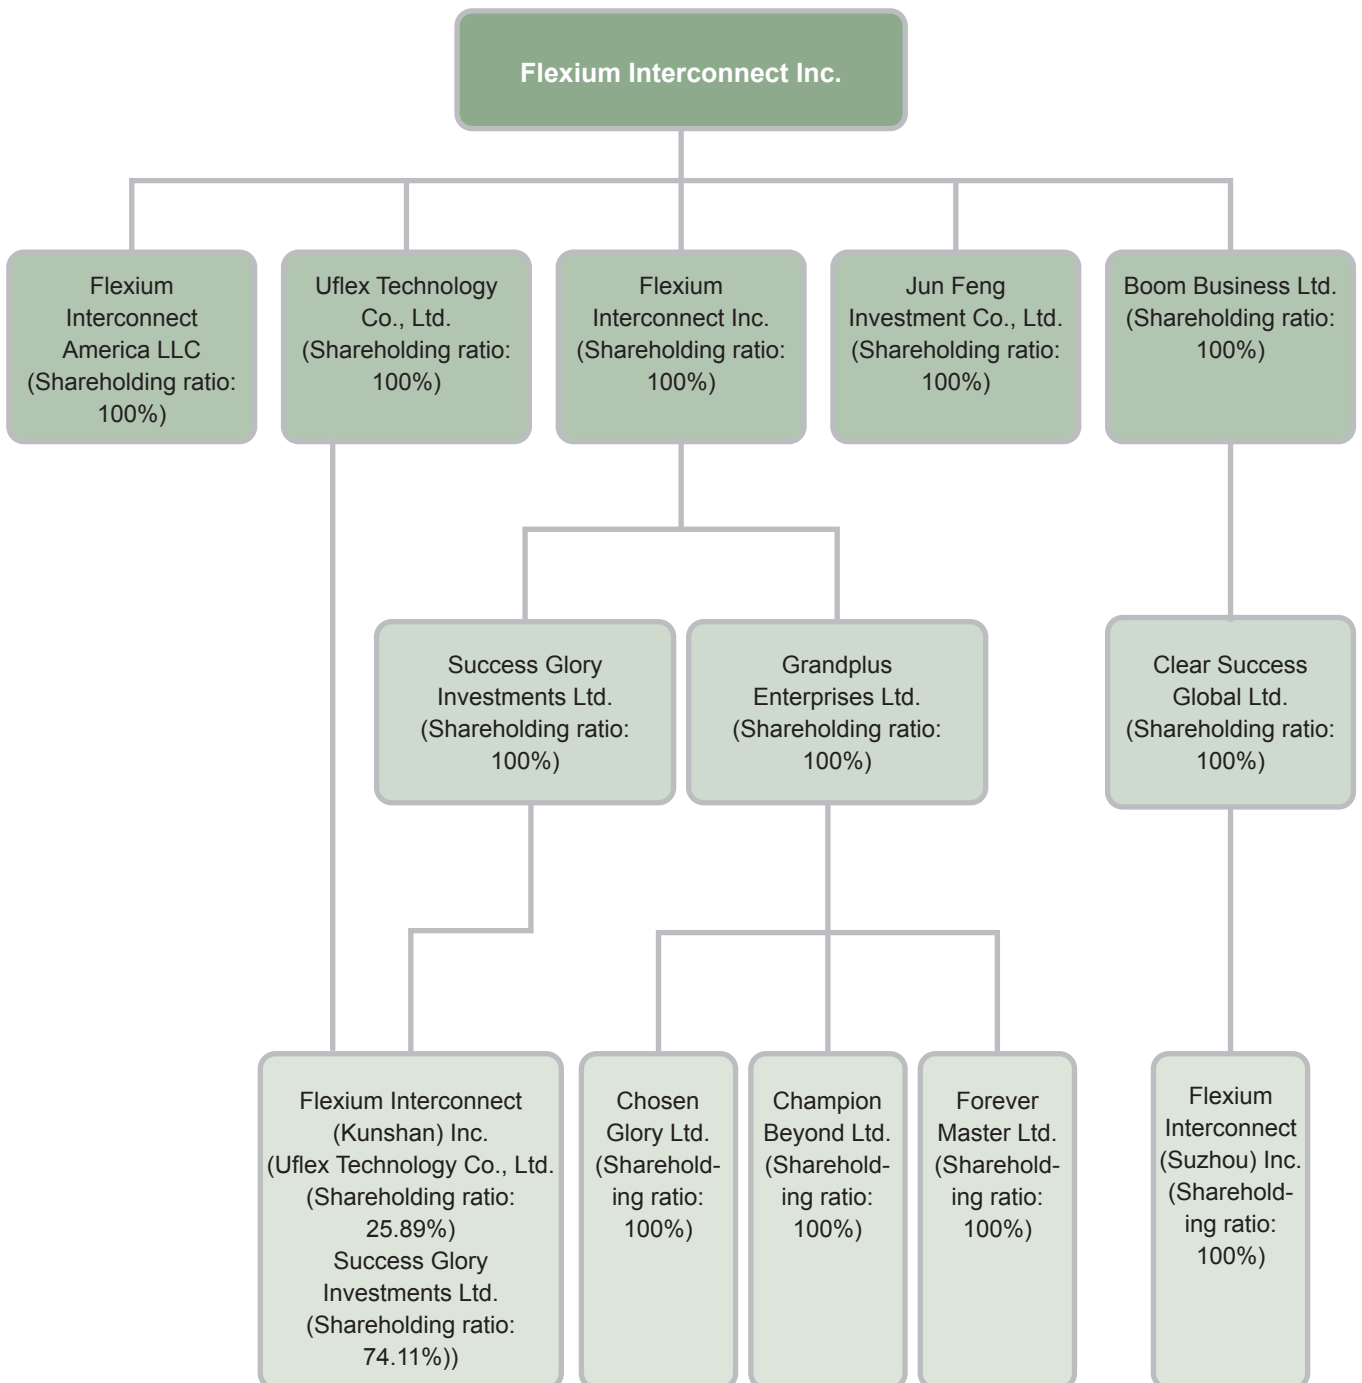 Flexium Interconnect Inc.
Flexium
Interconnect
America LLC
(Shareholding ratio:
100%)
Uflex Technology
Co., Ltd.
(Shareholding ratio:
100%)
Flexium
Interconnect Inc.
(Shareholding ratio:
100%)
Jun Feng
Investment Co., Ltd.
(Shareholding ratio:
100%)
Boom Business Ltd.
(Shareholding ratio:
100%)
Success Glory
Investments Ltd.
(Shareholding ratio:
100%)
Grandplus
Enterprises Ltd.
(Shareholding ratio:
100%)
Clear Success
Global Ltd.
(Shareholding ratio:
100%)
Flexium Interconnect
(Kunshan) Inc.
(Uflex Technology Co., Ltd.
(Shareholding ratio:
25.89%)
Success Glory
Investments Ltd.
(Shareholding ratio:
74.11%))
Chosen
Glory Ltd.
(Sharehold-
ing ratio:
100%)
Champion
Beyond Ltd.
(Sharehold-
ing ratio:
100%)
Forever
Master Ltd.
(Sharehold-
ing ratio:
100%)
Flexium
Interconnect
(Suzhou) Inc.
(Sharehold-
ing ratio:
100%)